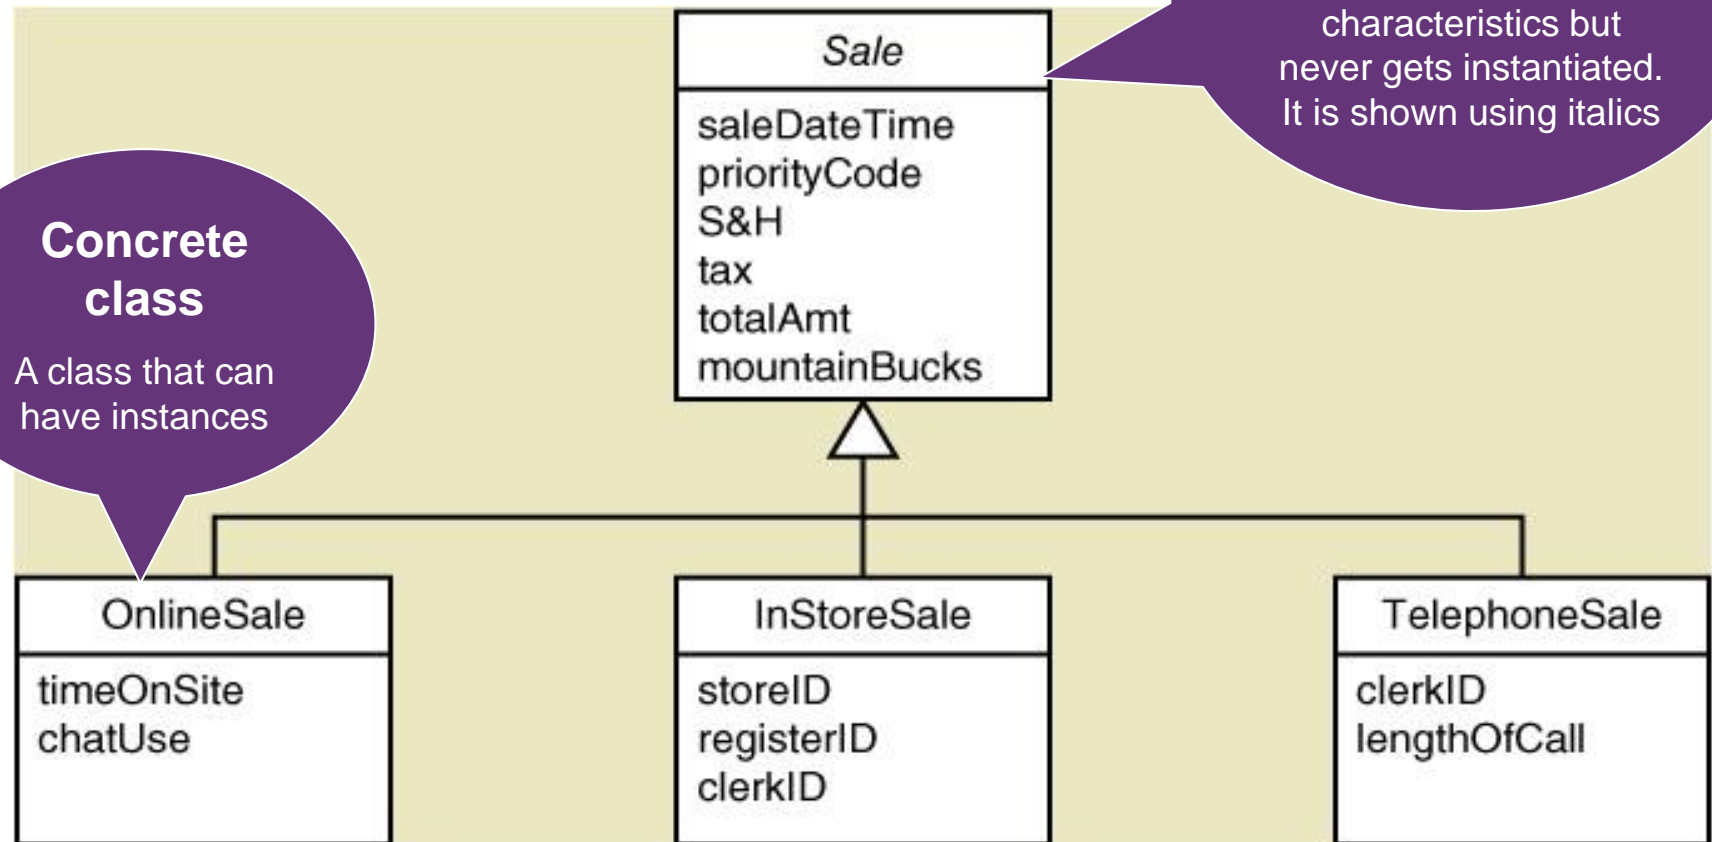 characteristics but
never gets instantiated.
It is shown using italics
Sale
saleDateTime
priorityCode
S&H
tax
totalAmt
mountainBucks
Concrete
class
A class that can
have instances
OnlineSale
timeOnSite
chatUse
InStoreSale
storeID
registerID
clerkID
TelephoneSale
clerkID
lengthOfCall